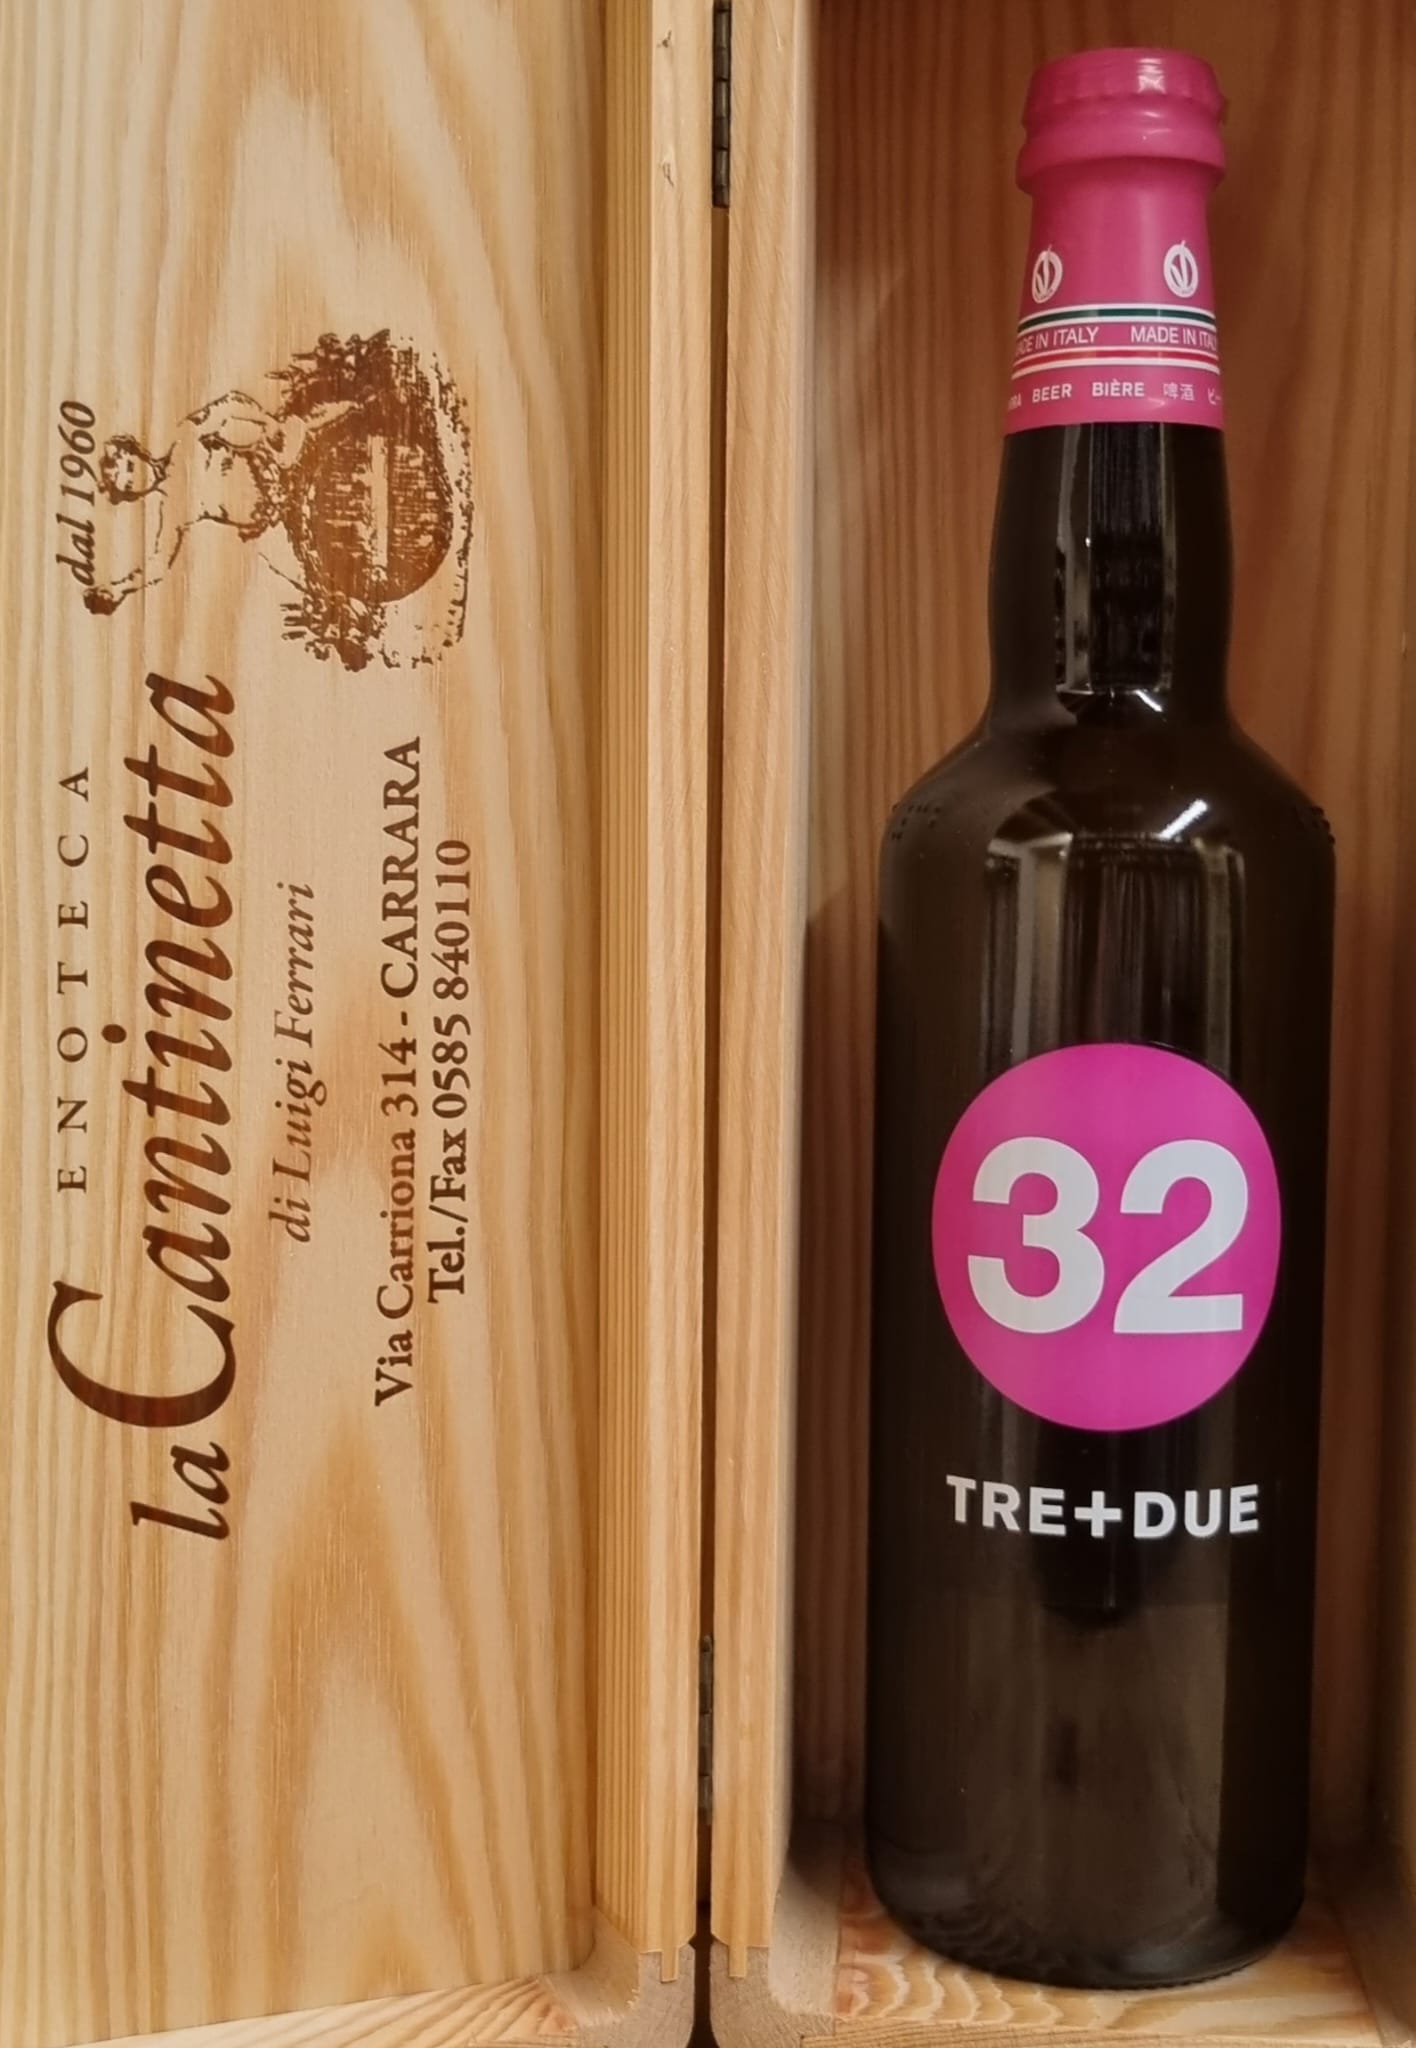 ENOTECA
dal 1960
la Cantinetta
di Luigi Ferrari
Via Carriona 314 - CARRARA
Tel./Fax 0585 840110
MADE IN ITALY MADE IN ITALY
BEER BIÈRE 啤酒
32
TRE+DUE